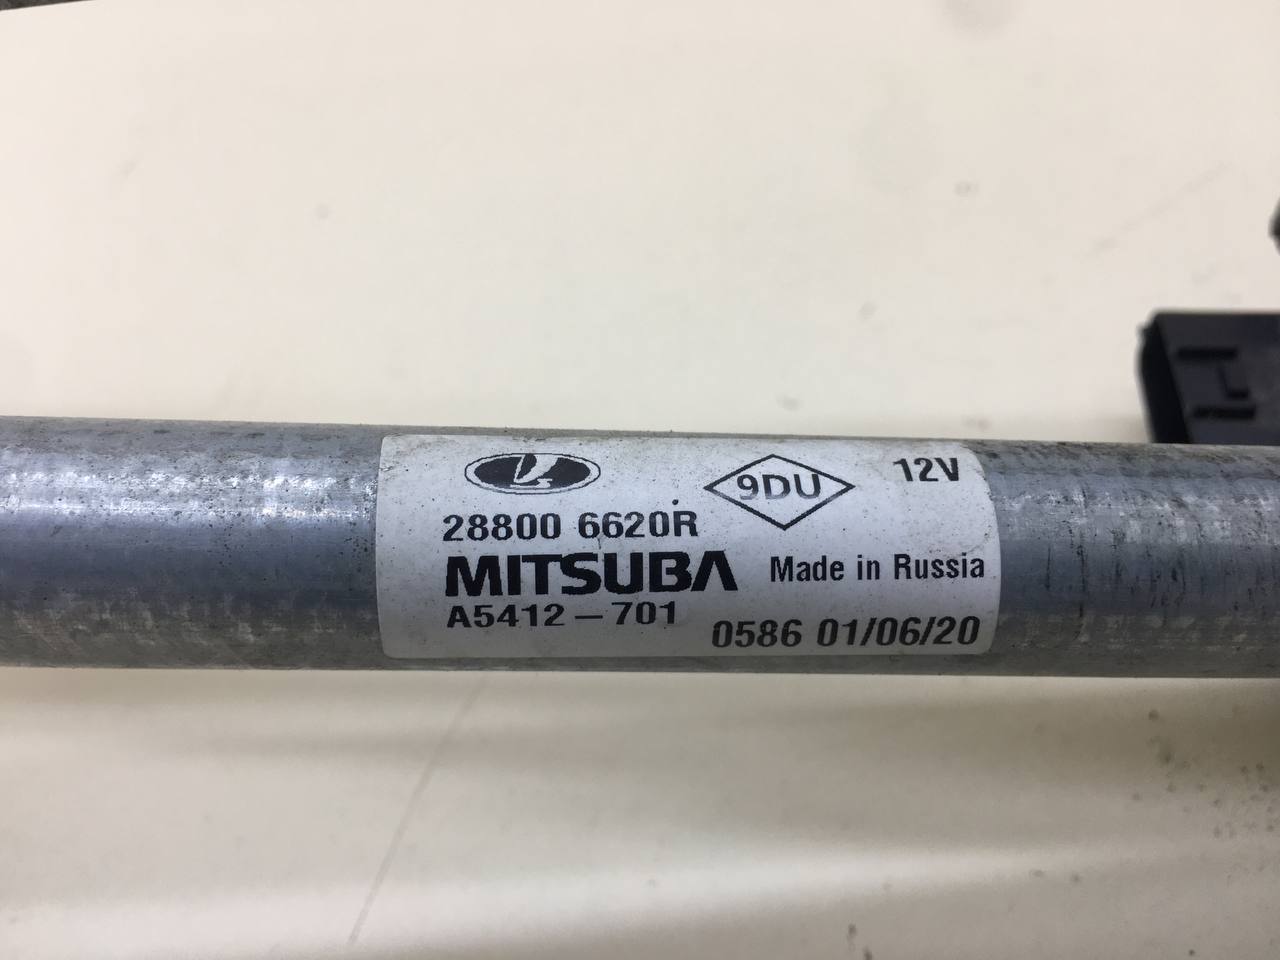 9DU
12V
28800 6620R
MITSUBA Made in Russia
A5412-701
0586 01/06/20